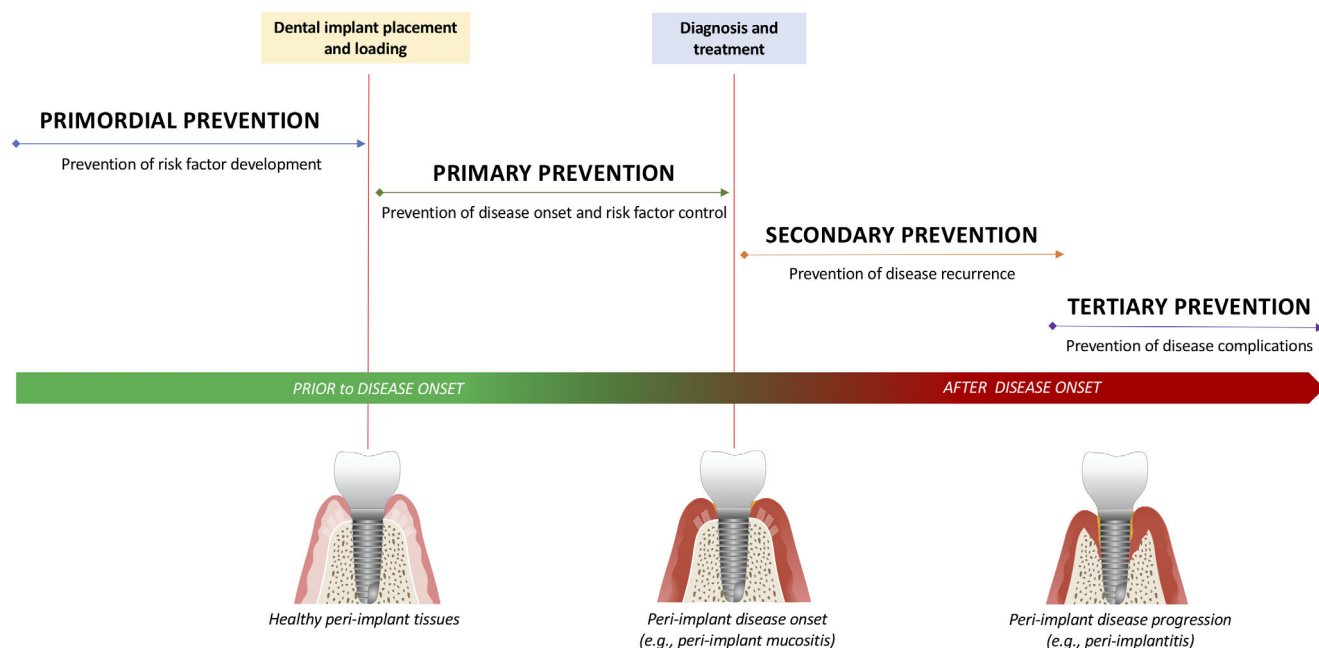 Dental implant placement
and loading
Diagnosis and
treatment
PRIMORDIAL PREVENTION
Prevention of risk factor development
PRIMARY PREVENTION
Prevention of disease onset and risk factor control
SECONDARY PREVENTION
Prevention of disease recurrence
TERTIARY PREVENTION
Prevention of disease complications
PRIOR to DISEASE ONSET
AFTER DISEASE ONSET
Healthy peri-implant tissues
Peri-implant disease onset
(e.g., peri-implant mucositis)
Peri-implant disease progression
(e.g., peri-implantitis)